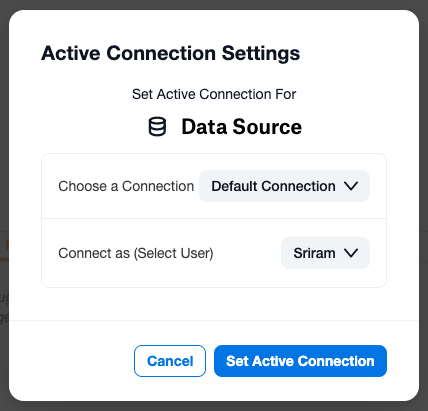 Active Connection Settings
Set Active Connection For
Data Source
Choose a Connection Default Connection
Connect as (Select User) Sriram
Cancel Set Active Connection